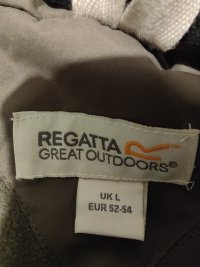 REGATTA
GREAT OUTDOORS®
UK L
EUR 52-54